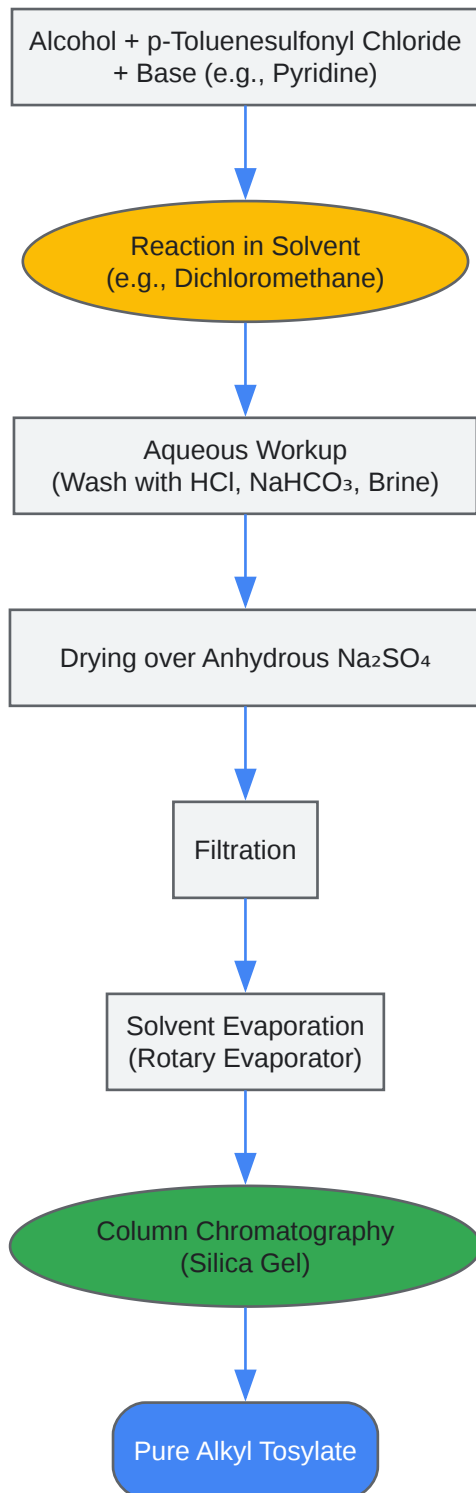 Alcohol + p-Toluenesulfonyl Chloride
+ Base (e.g., Pyridine)
Reaction in Solvent
(e.g., Dichloromethane)
Aqueous Workup
(Wash with HCl, NaHCO₃, Brine)
Drying over Anhydrous Na₂SO₄
Filtration
Solvent Evaporation
(Rotary Evaporator)
Column Chromatography
(Silica Gel)
Pure Alkyl Tosylate